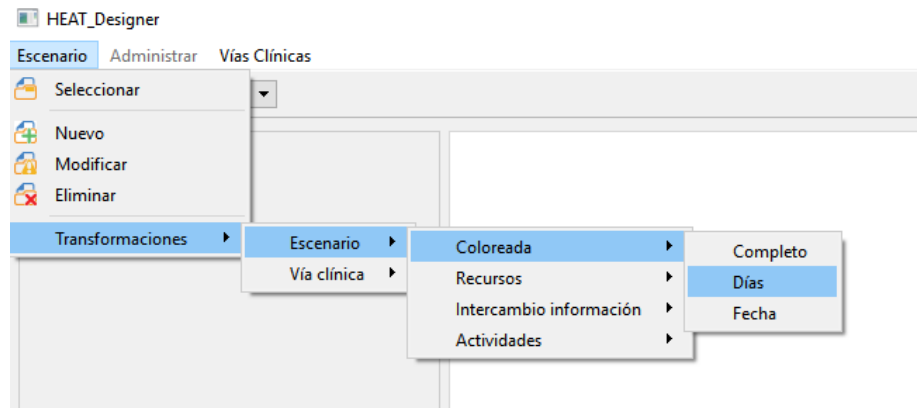 HEAT_Designer
Escenario Administrar Vías Clínicas
Seleccionar
Nuevo
Modificar
Eliminar
Transformaciones
Escenario
Vía clínica
Coloreada
Recursos
Intercambio información
Actividades
Completo
Días
Fecha